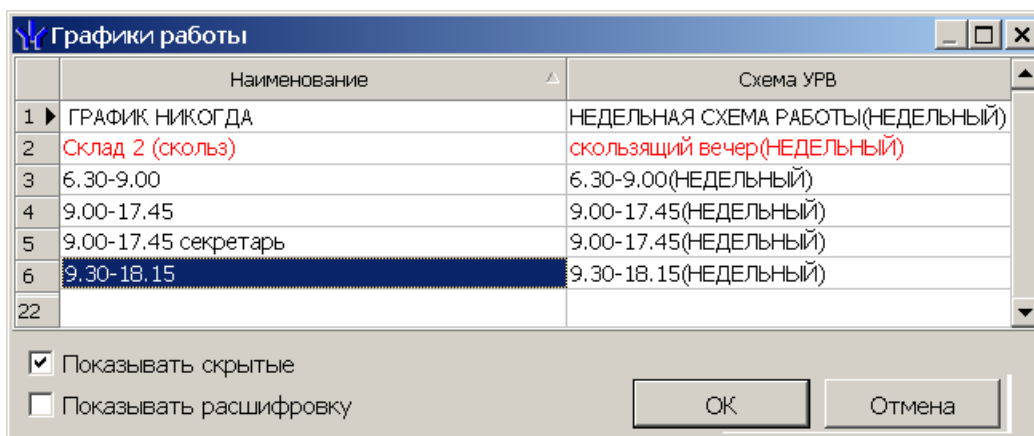 Графики работы
Наименование Схема УРВ
1 ГРАФИК НИКОГДА НЕДЕЛЬНАЯ СХЕМА РАБОТЫ(НЕДЕЛЬНЫЙ)
2 Склад 2 (скольз) скользящий вечер(НЕДЕЛЬНЫЙ)
3 6.30-9.00 6.30-9.00(НЕДЕЛЬНЫЙ)
4 9.00-17.45 9.00-17.45(НЕДЕЛЬНЫЙ)
5 9.00-17.45 секретарь 9.00-17.45(НЕДЕЛЬНЫЙ)
6 9.30-18.15 9.30-18.15(НЕДЕЛЬНЫЙ)
22
Показывать скрытые
Показывать расшифровку ОК Отмена